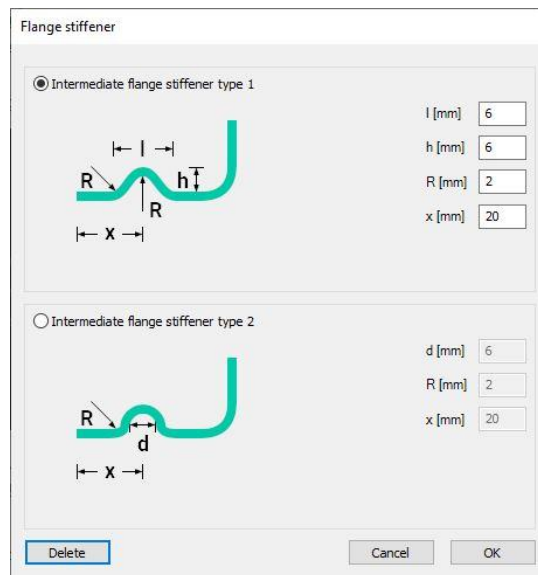 Flange stiffener
Intermediate flange stiffener type 1
l [mm] 6
h [mm] 6
R [mm] 2
x [mm] 20
l
R
h
R
x
Intermediate flange stiffener type 2
d [mm] 6
R [mm] 2
x [mm] 20
R
d
x
Delete
Cancel
OK